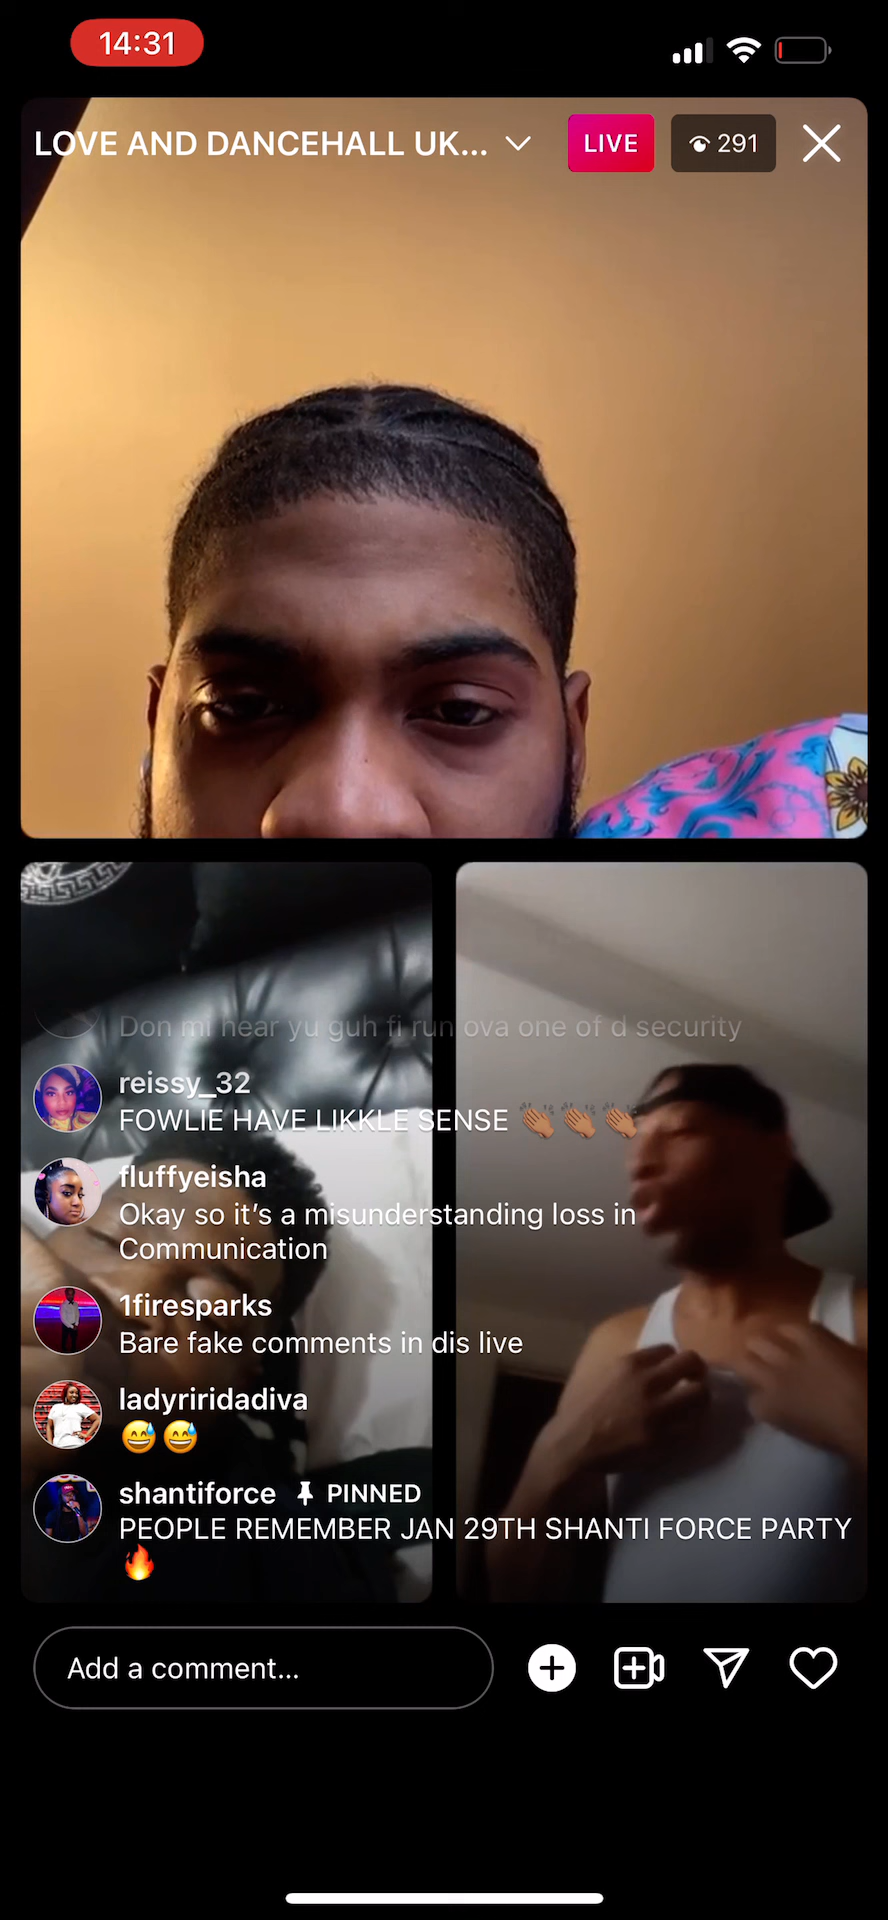 14:31
LOVE AND DANCEHALL UK...
LIVE
291
Don mi hear yu guh fi run ova one of d security
reissy_32
FOWLIE HAVE LIKKLE SENSE 👏🏽👏🏽👏🏽
fluffyeisha
Okay so it's a misunderstanding loss in
Communication
1firesparks
Bare fake comments in dis live
ladyriridadiva
😅😅
shantiforce PINNED
PEOPLE REMEMBER JAN 29TH SHANTI FORCE PARTY
🔥
Add a comment...